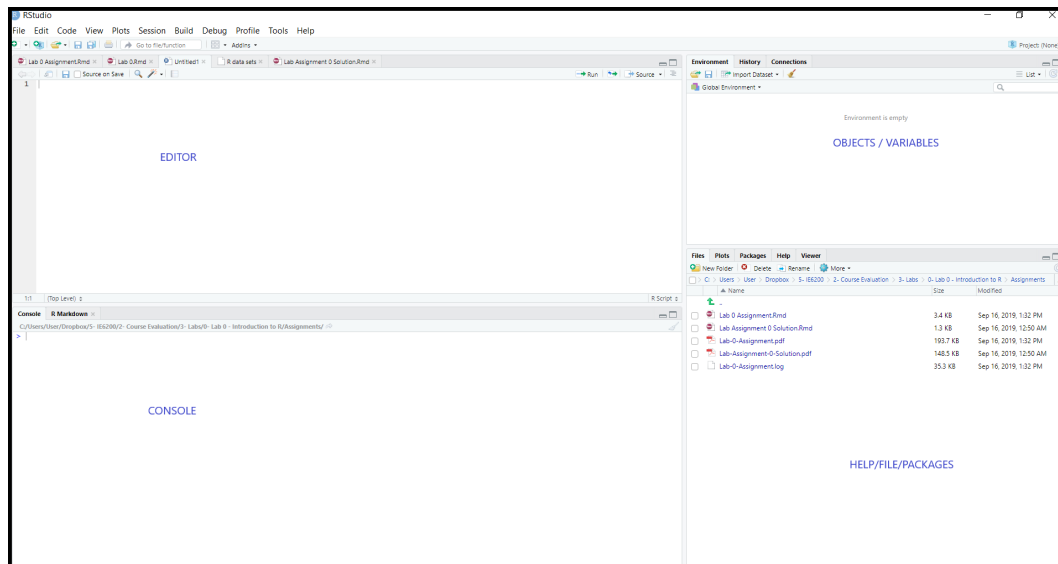 RStudio
File Edit Code View Plots Session Build Debug Profile Tools Help
Go to file/function Addins Project: (None
Lab 0 Assignment.Rmd Lab 0.Rmd Untitled1 R data sets Lab Assignment 0 Solution.Rmd
Source on Save Run Source
1
EDITOR
1:1 (Top Level) R Script
Console R Markdown
C:/Users/User/Dropbox/5- IE6200/2- Course Evaluation/3- Labs/0- Lab 0 - Introduction to R/Assignments/
>
CONSOLE
Environment History Connections
Import Dataset List
Global Environment
Environment is empty
OBJECTS / VARIABLES
Files Plots Packages Help Viewer
New Folder Delete Rename More
C: Users User Dropbox 5- IE6200 2- Course Evaluation 3- Labs 0- Lab 0 - Introduction to R Assignments
Name Size Modified
..
Lab 0 Assignment.Rmd 3.4 KB Sep 16, 2019, 1:32 PM
Lab Assignment 0 Solution.Rmd 1.3 KB Sep 16, 2019, 12:50 AM
Lab-0-Assignment.pdf 193.7 KB Sep 16, 2019, 1:32 PM
Lab-Assignment-0-Solution.pdf 148.5 KB Sep 16, 2019, 12:50 AM
Lab-0-Assignment.log 35.3 KB Sep 16, 2019, 1:32 PM
HELP/FILE/PACKAGES